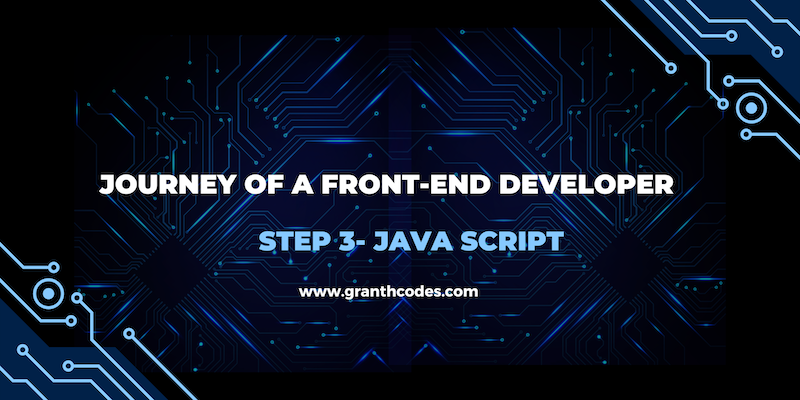 JOURNEY OF A FRONT-END DEVELOPER
STEP 3- JAVA SCRIPT
www.granthcodes.com